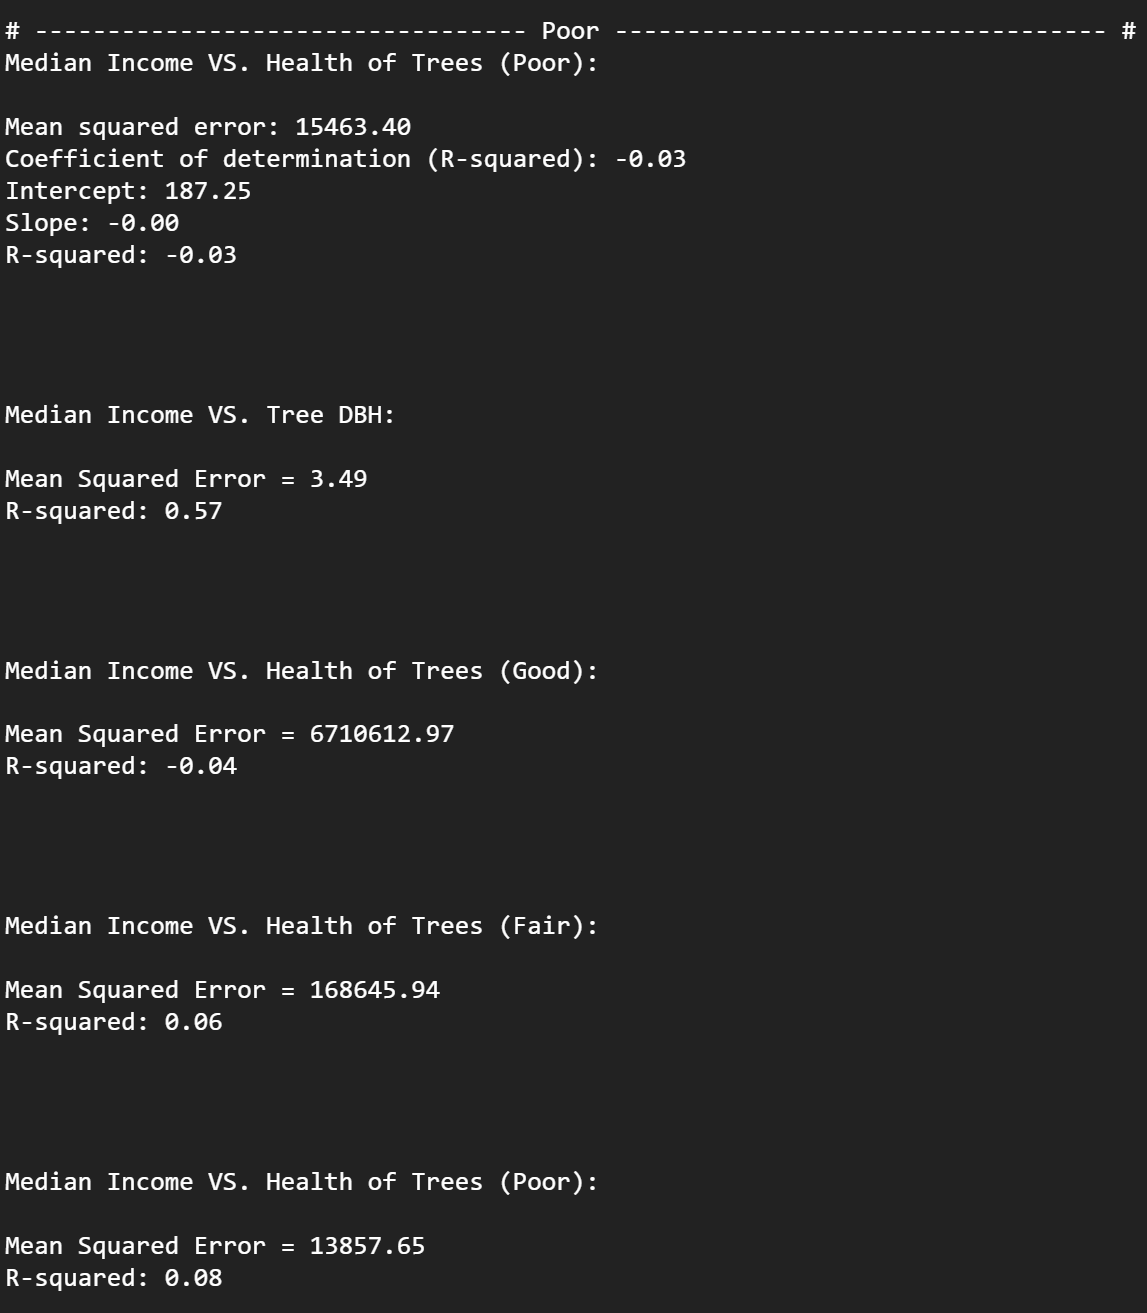 # ---------------------------------- Poor ---------------------------------- #
Median Income VS. Health of Trees (Poor):
Mean squared error: 15463.40
Coefficient of determination (R-squared): -0.03
Intercept: 187.25
Slope: -0.00
R-squared: -0.03
Median Income VS. Tree DBH:
Mean Squared Error = 3.49
R-squared: 0.57
Median Income VS. Health of Trees (Good):
Mean Squared Error = 6710612.97
R-squared: -0.04
Median Income VS. Health of Trees (Fair):
Mean Squared Error = 168645.94
R-squared: 0.06
Median Income VS. Health of Trees (Poor):
Mean Squared Error = 13857.65
R-squared: 0.08